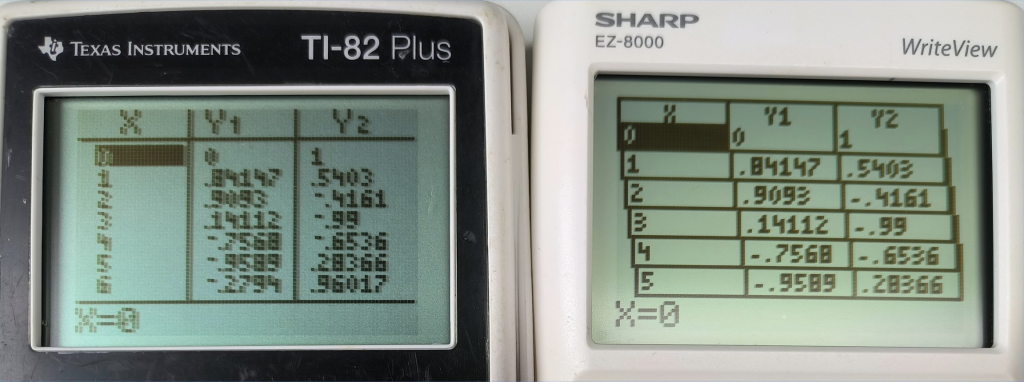 TEXAS INSTRUMENTS TI-82 Plus
X Y1 Y2
0 0 1
1 .84147 .5403
2 .9093 -.4161
3 .14112 -.99
4 -.7568 -.6536
5 -.9589 .28366
6 -.2794 .96017
X=0
SHARP
EZ-8000
WriteView
X Y1 Y2
0 0 1
1 .84147 .5403
2 .9093 -.4161
3 .14112 -.99
4 -.7568 -.6536
5 -.9589 .28366
X=0